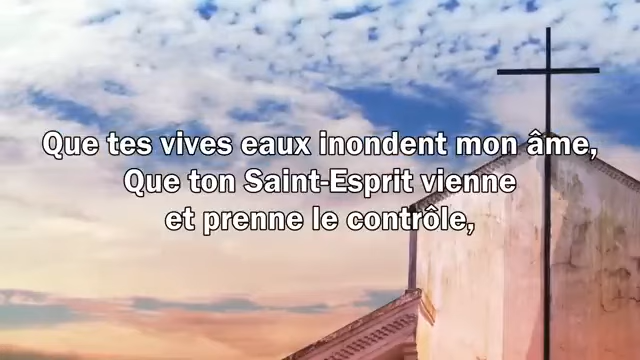 Que tes vives eaux inondent mon âme,
Que ton Saint-Esprit vienne
et prenne le contrôle,